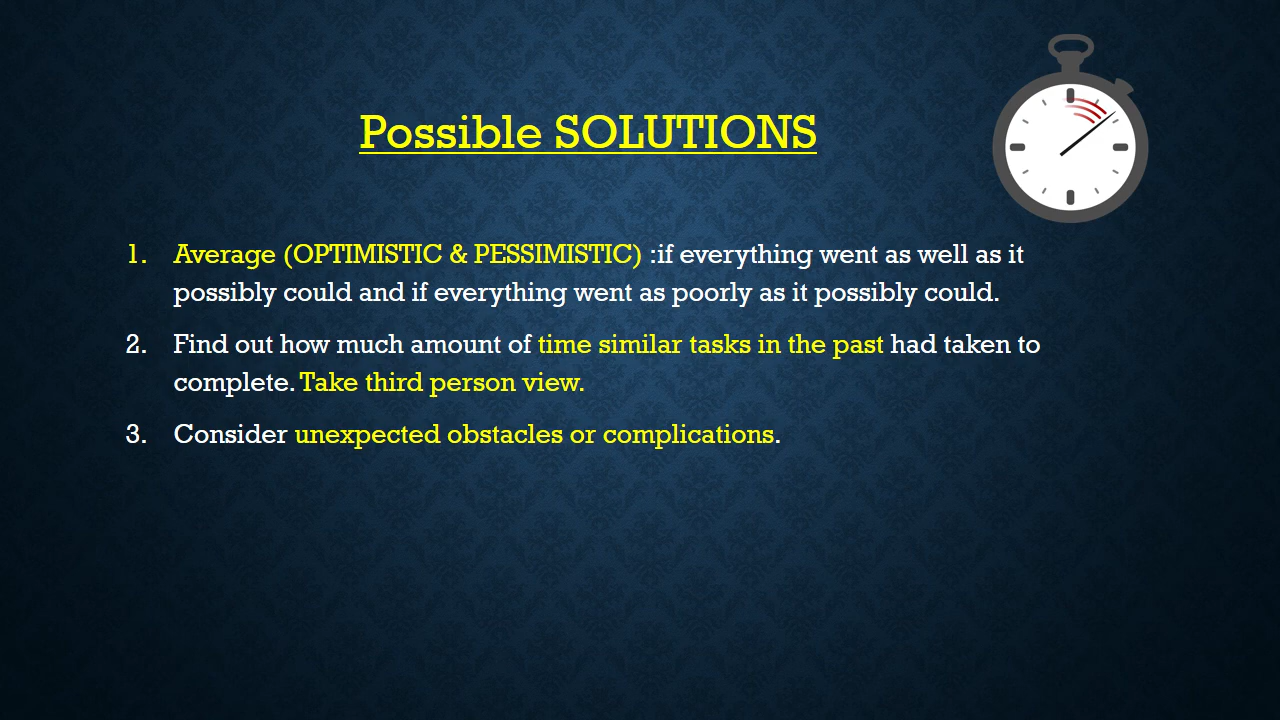 Possible SOLUTIONS
1. Average (OPTIMISTIC & PESSIMISTIC) :if everything went as well as it
possibly could and if everything went as poorly as it possibly could.
2. Find out how much amount of time similar tasks in the past had taken to
complete. Take third person view.
3. Consider unexpected obstacles or complications.